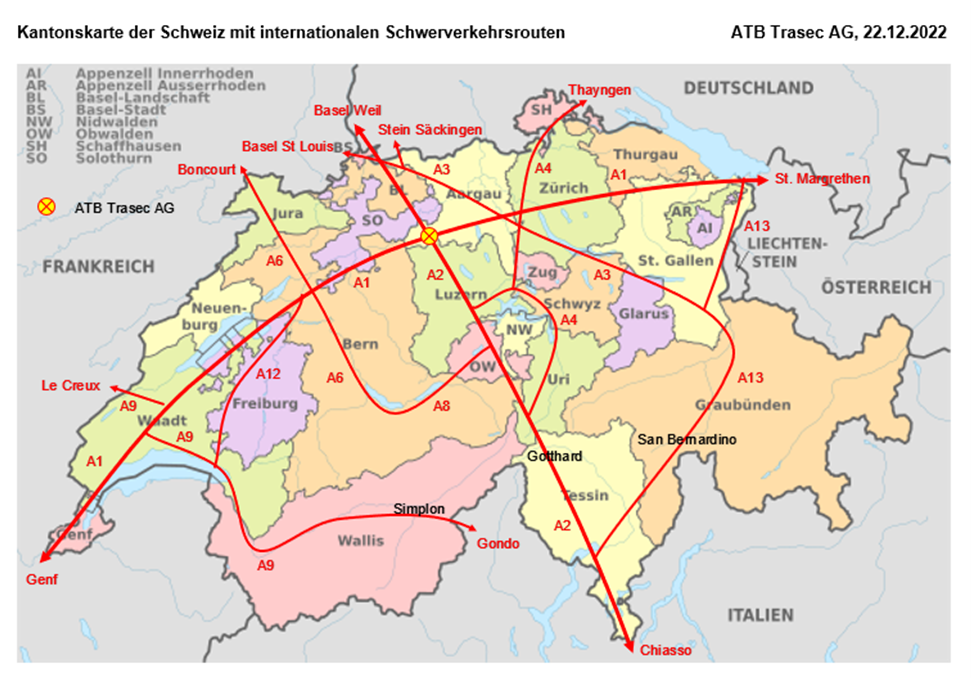 Kantonskarte der Schweiz mit internationalen Schwerverkehrsrouten
ATB Trasec AG, 22.12.2022
AI Appenzell Innerrhoden
AR Appenzell Ausserrhoden
BL Basel-Landschaft
BS Basel-Stadt
NW Nidwalden
OW Obwalden
SH Schaffhausen
SO Solothurn
ATB Trasec AG
DEUTSCHLAND
Thayngen
SH
Basel Weil
Stein Säckingen
Basel St Louis
BS
Boncourt
A3
A4
Thurgau
A1
St. Margrethen
BL
Aargau
Zürich
Jura
SO
AR
AI
A13
LIECHTEN-
STEIN
FRANKREICH
A6
A1
A2
Zug
A3
St. Gallen
ÖSTERREICH
Luzern
Schwyz
Neuen-
burg
A4
Glarus
NW
Bern
OW
Uri
A12
A6
A13
Le Creux
A9
Freiburg
A8
Graubünden
Waadt
A9
San Bernardino
A1
Gotthard
Tessin
Simplon
A2
Genf
Wallis
Gondo
A9
Genf
ITALIEN
Chiasso